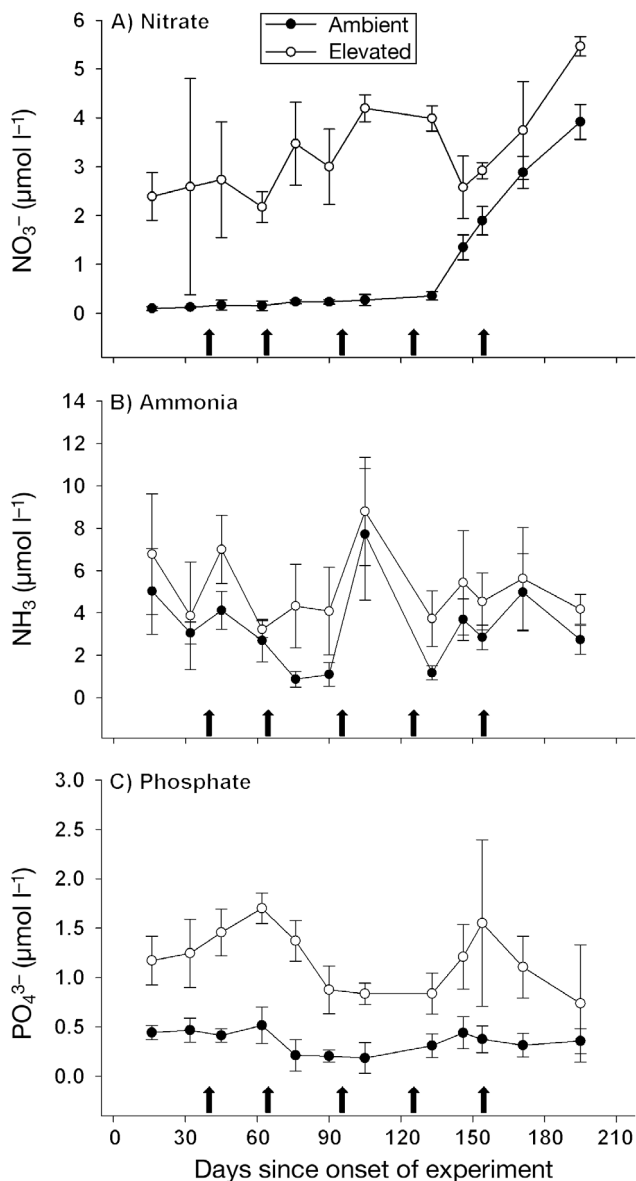 A) Nitrate
Ambient
Elevated
6
5
4
3
2
1
0
NO₃⁻ (µmol l⁻¹)
B) Ammonia
14
12
10
8
6
4
2
0
NH₃ (µmol l⁻¹)
C) Phosphate
3.0
2.5
2.0
1.5
1.0
0.5
0.0
PO₄³⁻ (µmol l⁻¹)
0 30 60 90 120 150 180 210
Days since onset of experiment